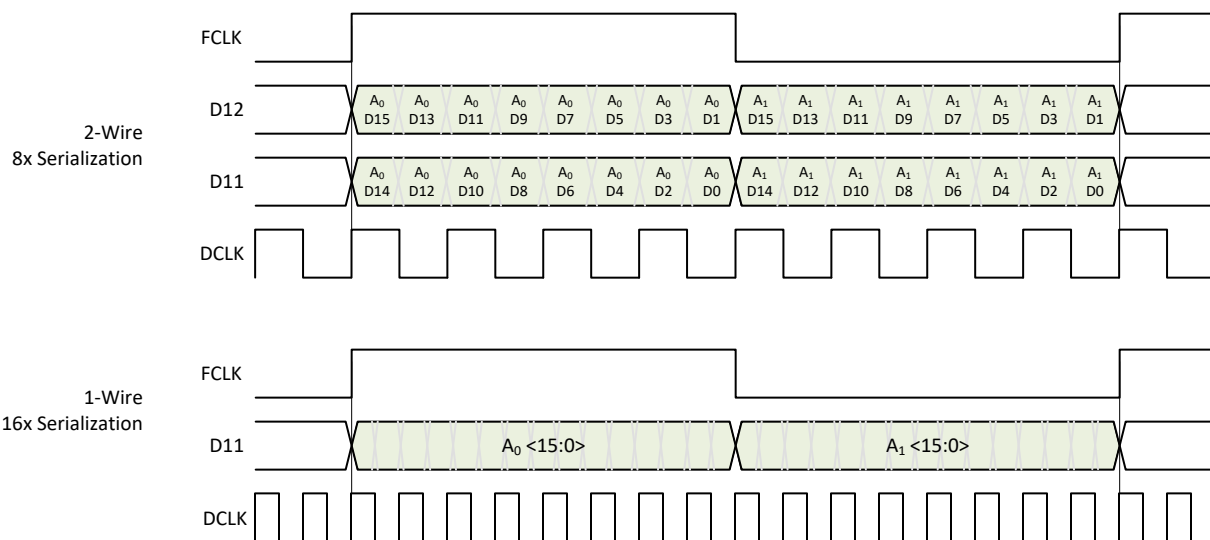 FCLK
2-Wire
8x Serialization
D12
A0 A0 A0 A0 A0 A0 A0 A0 A1 A1 A1 A1 A1 A1 A1 A1
D15 D13 D11 D9 D7 D5 D3 D1 D15 D13 D11 D9 D7 D5 D3 D1
D11
A0 A0 A0 A0 A0 A0 A0 A0 A1 A1 A1 A1 A1 A1 A1 A1
D14 D12 D10 D8 D6 D4 D2 D0 D14 D12 D10 D8 D6 D4 D2 D0
DCLK
FCLK
1-Wire
16x Serialization
D11
A0 <15:0> A1 <15:0>
DCLK